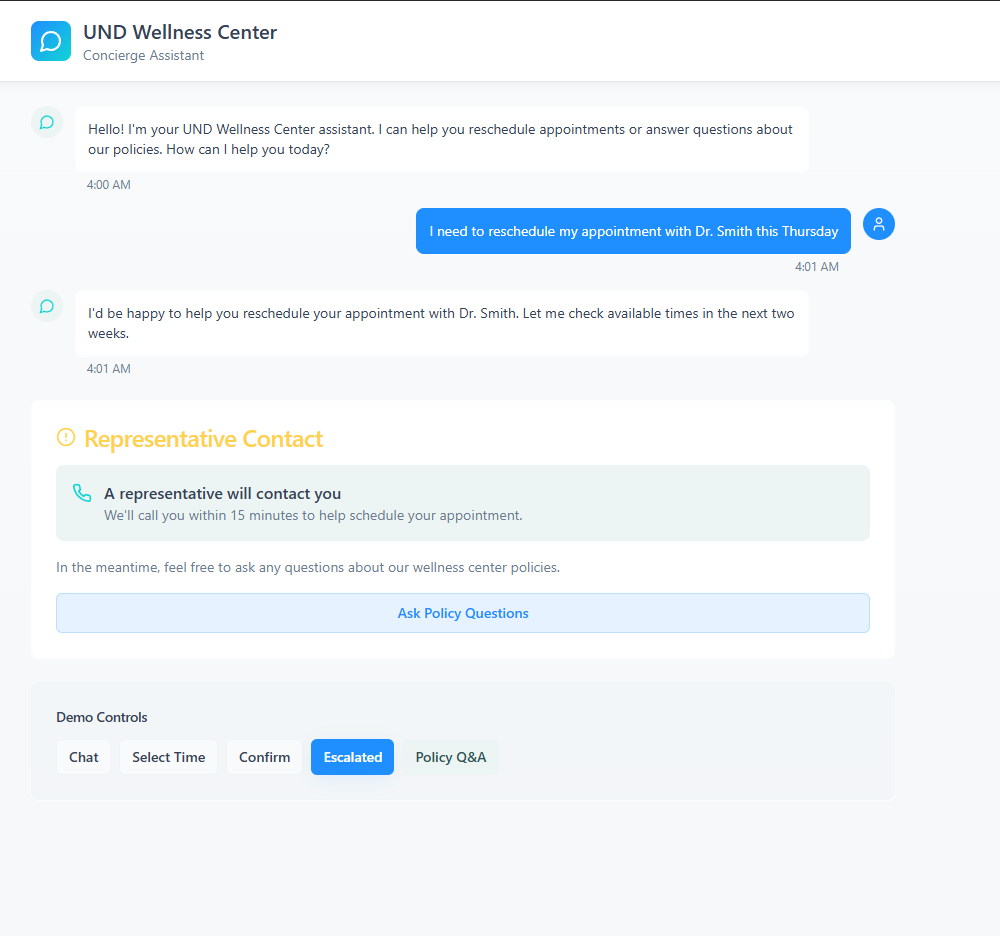 UND Wellness Center
Concierge Assistant
Hello! I'm your UND Wellness Center assistant. I can help you reschedule appointments or answer questions about
our policies. How can I help you today?
4:00 AM
I need to reschedule my appointment with Dr. Smith this Thursday
4:01 AM
I'd be happy to help you reschedule your appointment with Dr. Smith. Let me check available times in the next two
weeks.
4:01 AM
Representative Contact
A representative will contact you
We'll call you within 15 minutes to help schedule your appointment.
In the meantime, feel free to ask any questions about our wellness center policies.
Ask Policy Questions
Demo Controls
Chat Select Time Confirm Escalated Policy Q&A